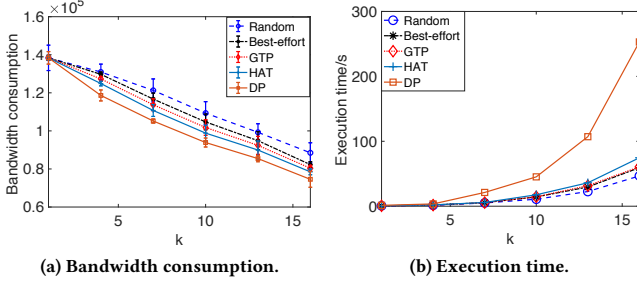 ×10⁵
1.6
1.4
1.2
1
0.8
0.6
Bandwidth consumption
5
10
15
k
Random
Best-effort
GTP
HAT
DP
(a) Bandwidth consumption.
300
200
100
0
Execution time/s
0
5
10
15
k
Random
Best-effort
GTP
HAT
DP
(b) Execution time.